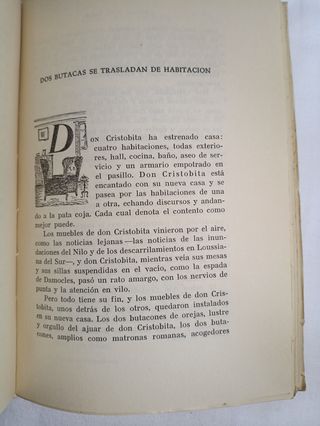 DOS BUTACAS SE TRASLADAN DE HABITACION
DON Cristobita ha estrenado casa:
cuatro habitaciones, todas exterio-
res, hall, cocina, baño, aseo de servi-
cio y un armario empotrado en
el pasillo. Don Cristobita está
encantado con su nueva casa y se
pasea por las habitaciones de una
a otra, echando discursos y andan-
do a la pata coja. Cada cual denota el contento como
mejor puede.
Los muebles de don Cristobita vinieron por el aire,
como las noticias lejanas —las noticias de las inun-
daciones del Nilo y de los descarrilamientos en Loussia-
na del Sur—, y don Cristobita, mientras veía sus mesas
y sus sillas suspendidas en el vacío, como la espada
de Damocles, pasó un rato amargo, con los nervios de
punta y la atención en vilo.
Pero todo tiene su fin, y los muebles de don Cris-
tobita, unos detrás de los otros, quedaron instalados
en su nueva casa. Los dos butacones de orejas, lustre
y orgullo del ajuar de don Cristobita, los dos buta-
cones, amplios como matronas romanas, acogedores